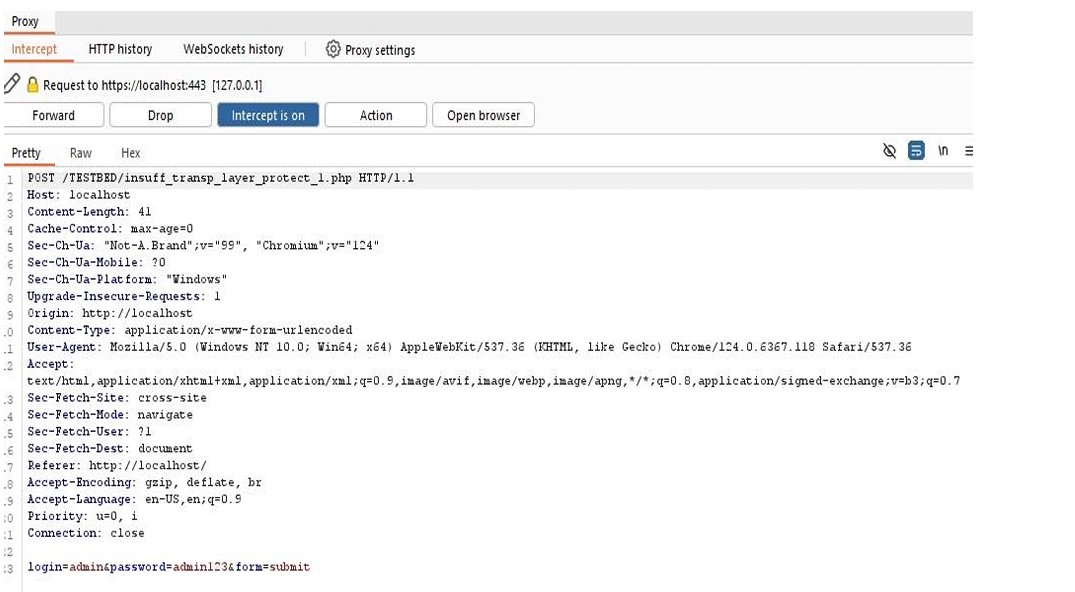 Proxy
Intercept HTTP history WebSockets history Proxy settings
Request to https://localhost:443 [127.0.0.1]
Forward Drop Intercept is on Action Open browser
Pretty Raw Hex \n
1 POST /TESTBED/insuff_transp_layer_protect_1.php HTTP/1.1
2 Host: localhost
3 Content-Length: 41
4 Cache-Control: max-age=0
5 Sec-Ch-Ua: "Not-A.Brand";v="99", "Chromium";v="124"
6 Sec-Ch-Ua-Mobile: ?0
7 Sec-Ch-Ua-Platform: "Windows"
8 Upgrade-Insecure-Requests: 1
9 Origin: http://localhost
.0 Content-Type: application/x-www-form-urlencoded
.1 User-Agent: Mozilla/5.0 (Windows NT 10.0; Win64; x64) AppleWebKit/537.36 (KHTML, like Gecko) Chrome/124.0.6367.118 Safari/537.36
.2 Accept:
text/html,application/xhtml+xml,application/xml;q=0.9,image/avif,image/webp,image/apng,*/*;q=0.8,application/signed-exchange;v=b3;q=0.7
.3 Sec-Fetch-Site: cross-site
.4 Sec-Fetch-Mode: navigate
.5 Sec-Fetch-User: ?1
.6 Sec-Fetch-Dest: document
.7 Referer: http://localhost/
.8 Accept-Encoding: gzip, deflate, br
.9 Accept-Language: en-US,en;q=0.9
:0 Priority: u=0, i
:1 Connection: close
:2
:3 login=admin&password=admin123&form=submit